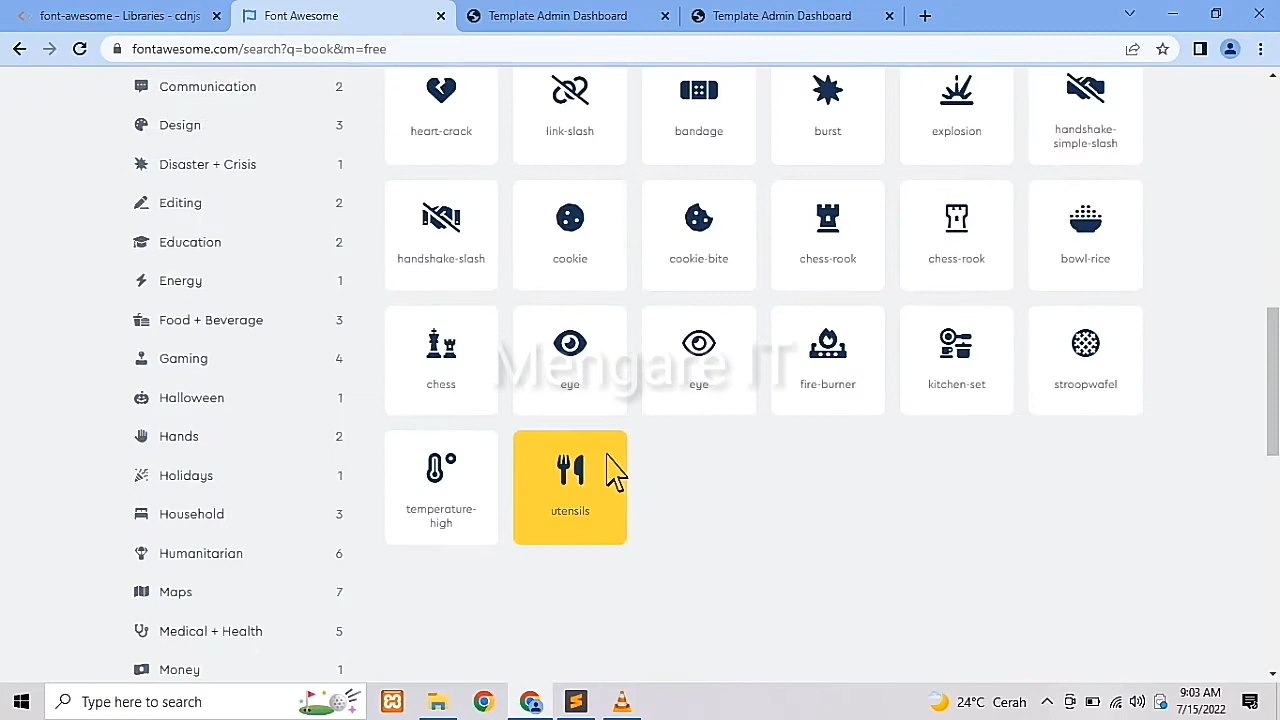 font-awesome - Libraries - cdnjs
Font Awesome
Template Admin Dashboard
Template Admin Dashboard
fontawesome.com/search?q=book&m=free
Communication 2
Design 3
Disaster + Crisis 1
Editing 2
Education 2
Energy 1
Food + Beverage 3
Gaming 4
Halloween 1
Hands 2
Holidays 1
Household 3
Humanitarian 6
Maps 7
Medical + Health 5
Money 1
heart-crack
link-slash
bandage
burst
explosion
handshake-
simple-slash
handshake-slash
cookie
cookie-bite
chess-rook
chess-rook
bowl-rice
chess
eye
eye
fire-burner
kitchen-set
stroopwafel
temperature-
high
utensils
Mengare IT
Type here to search
24°C Cerah
9:03 AM
7/15/2022